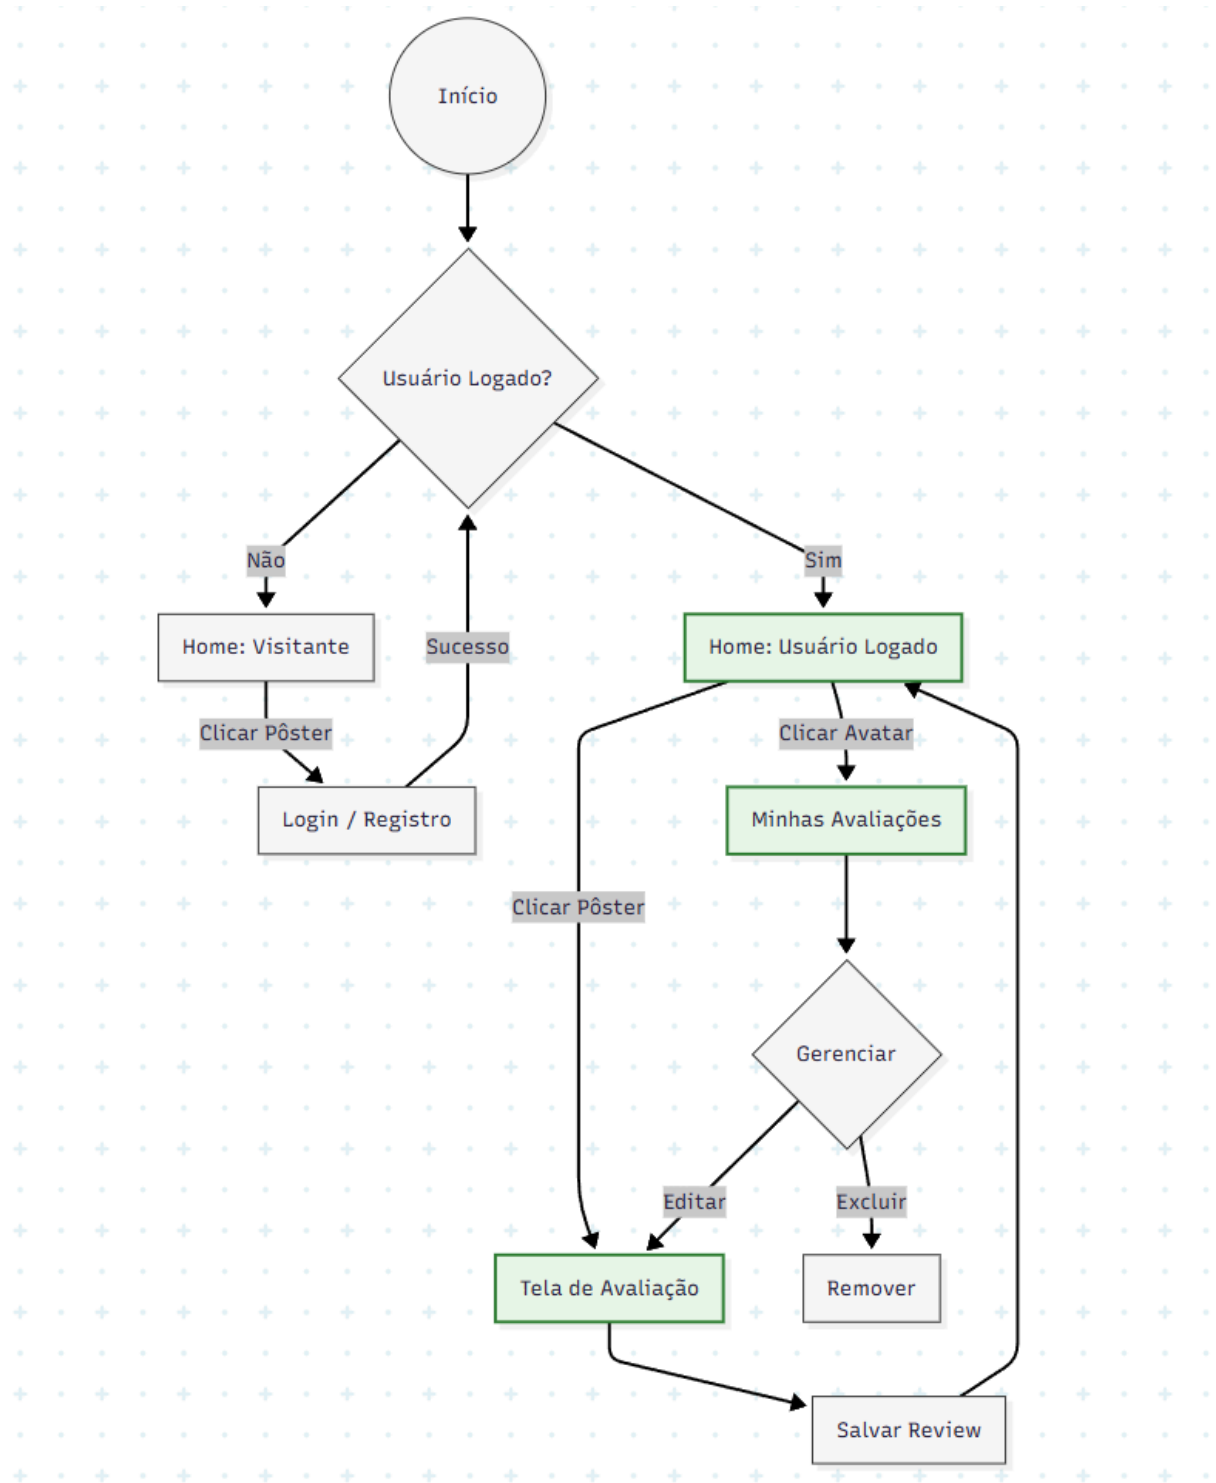 Início
Usuário Logado?
Não
Sim
Home: Visitante
Sucesso
Home: Usuário Logado
Clicar Pôster
Clicar Avatar
Login / Registro
Minhas Avaliações
Clicar Pôster
Gerenciar
Editar
Excluir
Tela de Avaliação
Remover
Salvar Review